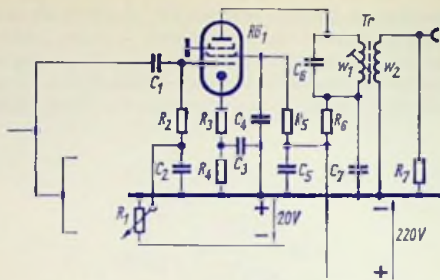 Rö₁ Tr
C₁ C₆ w₁ w₂
R₂ R₃ C₄ R₅ R₆
C₂ R₄ C₃ C₅ C₇ R₇
R₁ + 20V − − 220V +